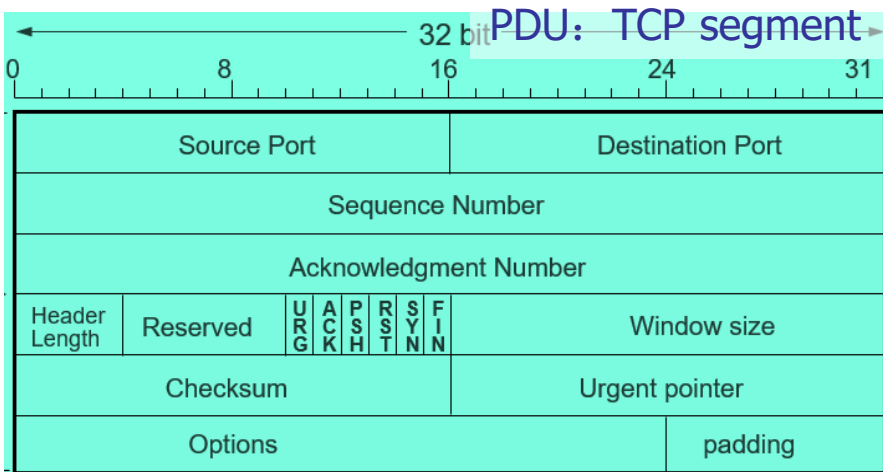 PDU：TCP segment
32 bit
0 8 16 24 31
Source Port Destination Port
Sequence Number
Acknowledgment Number
Header Length Reserved URG ACK PSH RST SYN FIN Window size
Checksum Urgent pointer
Options padding